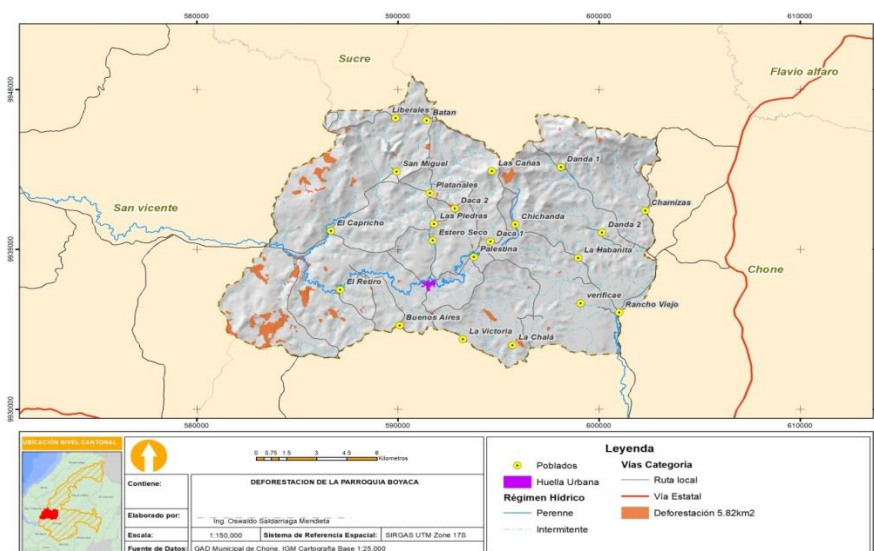 580000 590000 600000 610000
Sucre
Flavio alfaro
9948000
Liberales
Batan
San Miguel
Las Cañas
Danda 1
Platanales
Daca 2
Chamizas
San vicente
Las Piedras
Chichanda
El Capricho
Danda 2
Estero Seco
Daca 1
9939000
Palestina
La Habanita
Chone
El Retiro
verificae
Rancho Viejo
Buenos Aires
La Victoria
La Chalá
9930000
580000 590000 600000 610000
UBICACIÓN NIVEL CANTONAL
0 0.75 1.5 3 4.5 6
Kilometros
Contiene:
DEFORESTACION DE LA PARROQUIA BOYACA
Elaborado por:
Ing. Oswaldo Saldarriaga Mendieta
Escala: 1:150,000 Sistema de Referencia Espacial: SIRGAS UTM Zone 17S
Fuente de Datos: GAD Municipal de Chone, IGM Cartografía Base 1:25.000
Leyenda
Poblados
Huella Urbana
Régimen Hídrico
Perenne
Intermitente
Vías Categoría
Ruta local
Vía Estatal
Deforestación 5.82km2